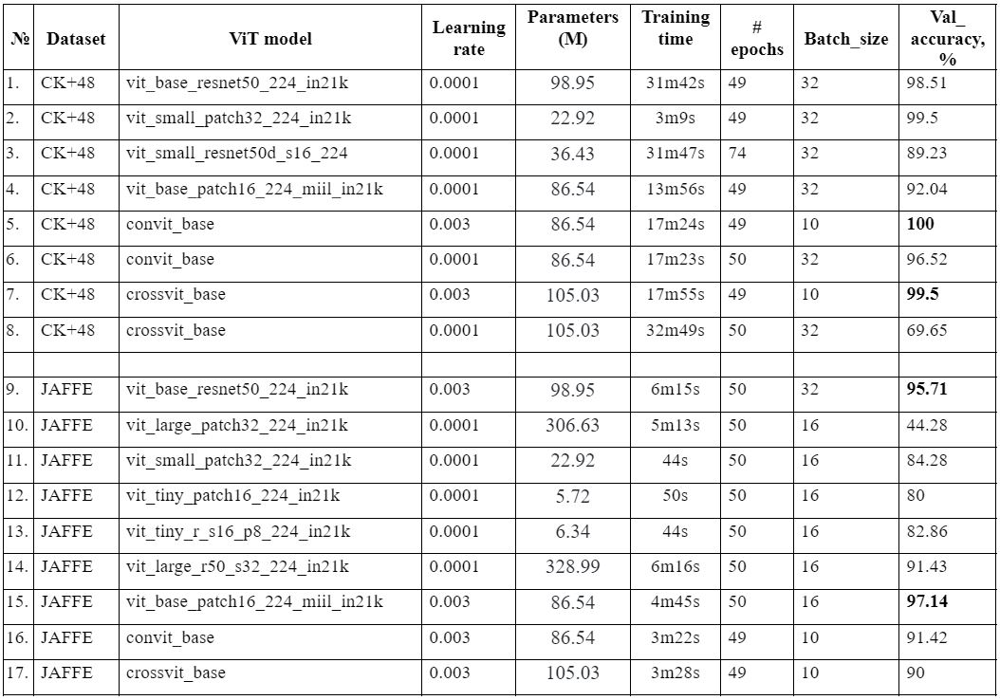 № Dataset ViT model Learning rate Parameters (M) Training time # epochs Batch_size Val_ accuracy, %
1. CK+48 vit_base_resnet50_224_in21k 0.0001 98.95 31m42s 49 32 98.51
2. CK+48 vit_small_patch32_224_in21k 0.0001 22.92 3m9s 49 32 99.5
3. CK+48 vit_small_resnet50d_s16_224 0.0001 36.43 31m47s 74 32 89.23
4. CK+48 vit_base_patch16_224_miil_in21k 0.0001 86.54 13m56s 49 32 92.04
5. CK+48 convit_base 0.003 86.54 17m24s 49 10 100
6. CK+48 convit_base 0.0001 86.54 17m23s 50 32 96.52
7. CK+48 crossvit_base 0.003 105.03 17m55s 49 10 99.5
8. CK+48 crossvit_base 0.0001 105.03 32m49s 50 32 69.65
9. JAFFE vit_base_resnet50_224_in21k 0.003 98.95 6m15s 50 32 95.71
10. JAFFE vit_large_patch32_224_in21k 0.0001 306.63 5m13s 50 16 44.28
11. JAFFE vit_small_patch32_224_in21k 0.0001 22.92 44s 50 16 84.28
12. JAFFE vit_tiny_patch16_224_in21k 0.0001 5.72 50s 50 16 80
13. JAFFE vit_tiny_r_s16_p8_224_in21k 0.0001 6.34 44s 50 16 82.86
14. JAFFE vit_large_r50_s32_224_in21k 0.0001 328.99 6m16s 50 16 91.43
15. JAFFE vit_base_patch16_224_miil_in21k 0.003 86.54 4m45s 50 16 97.14
16. JAFFE convit_base 0.003 86.54 3m22s 49 10 91.42
17. JAFFE crossvit_base 0.003 105.03 3m28s 49 10 90